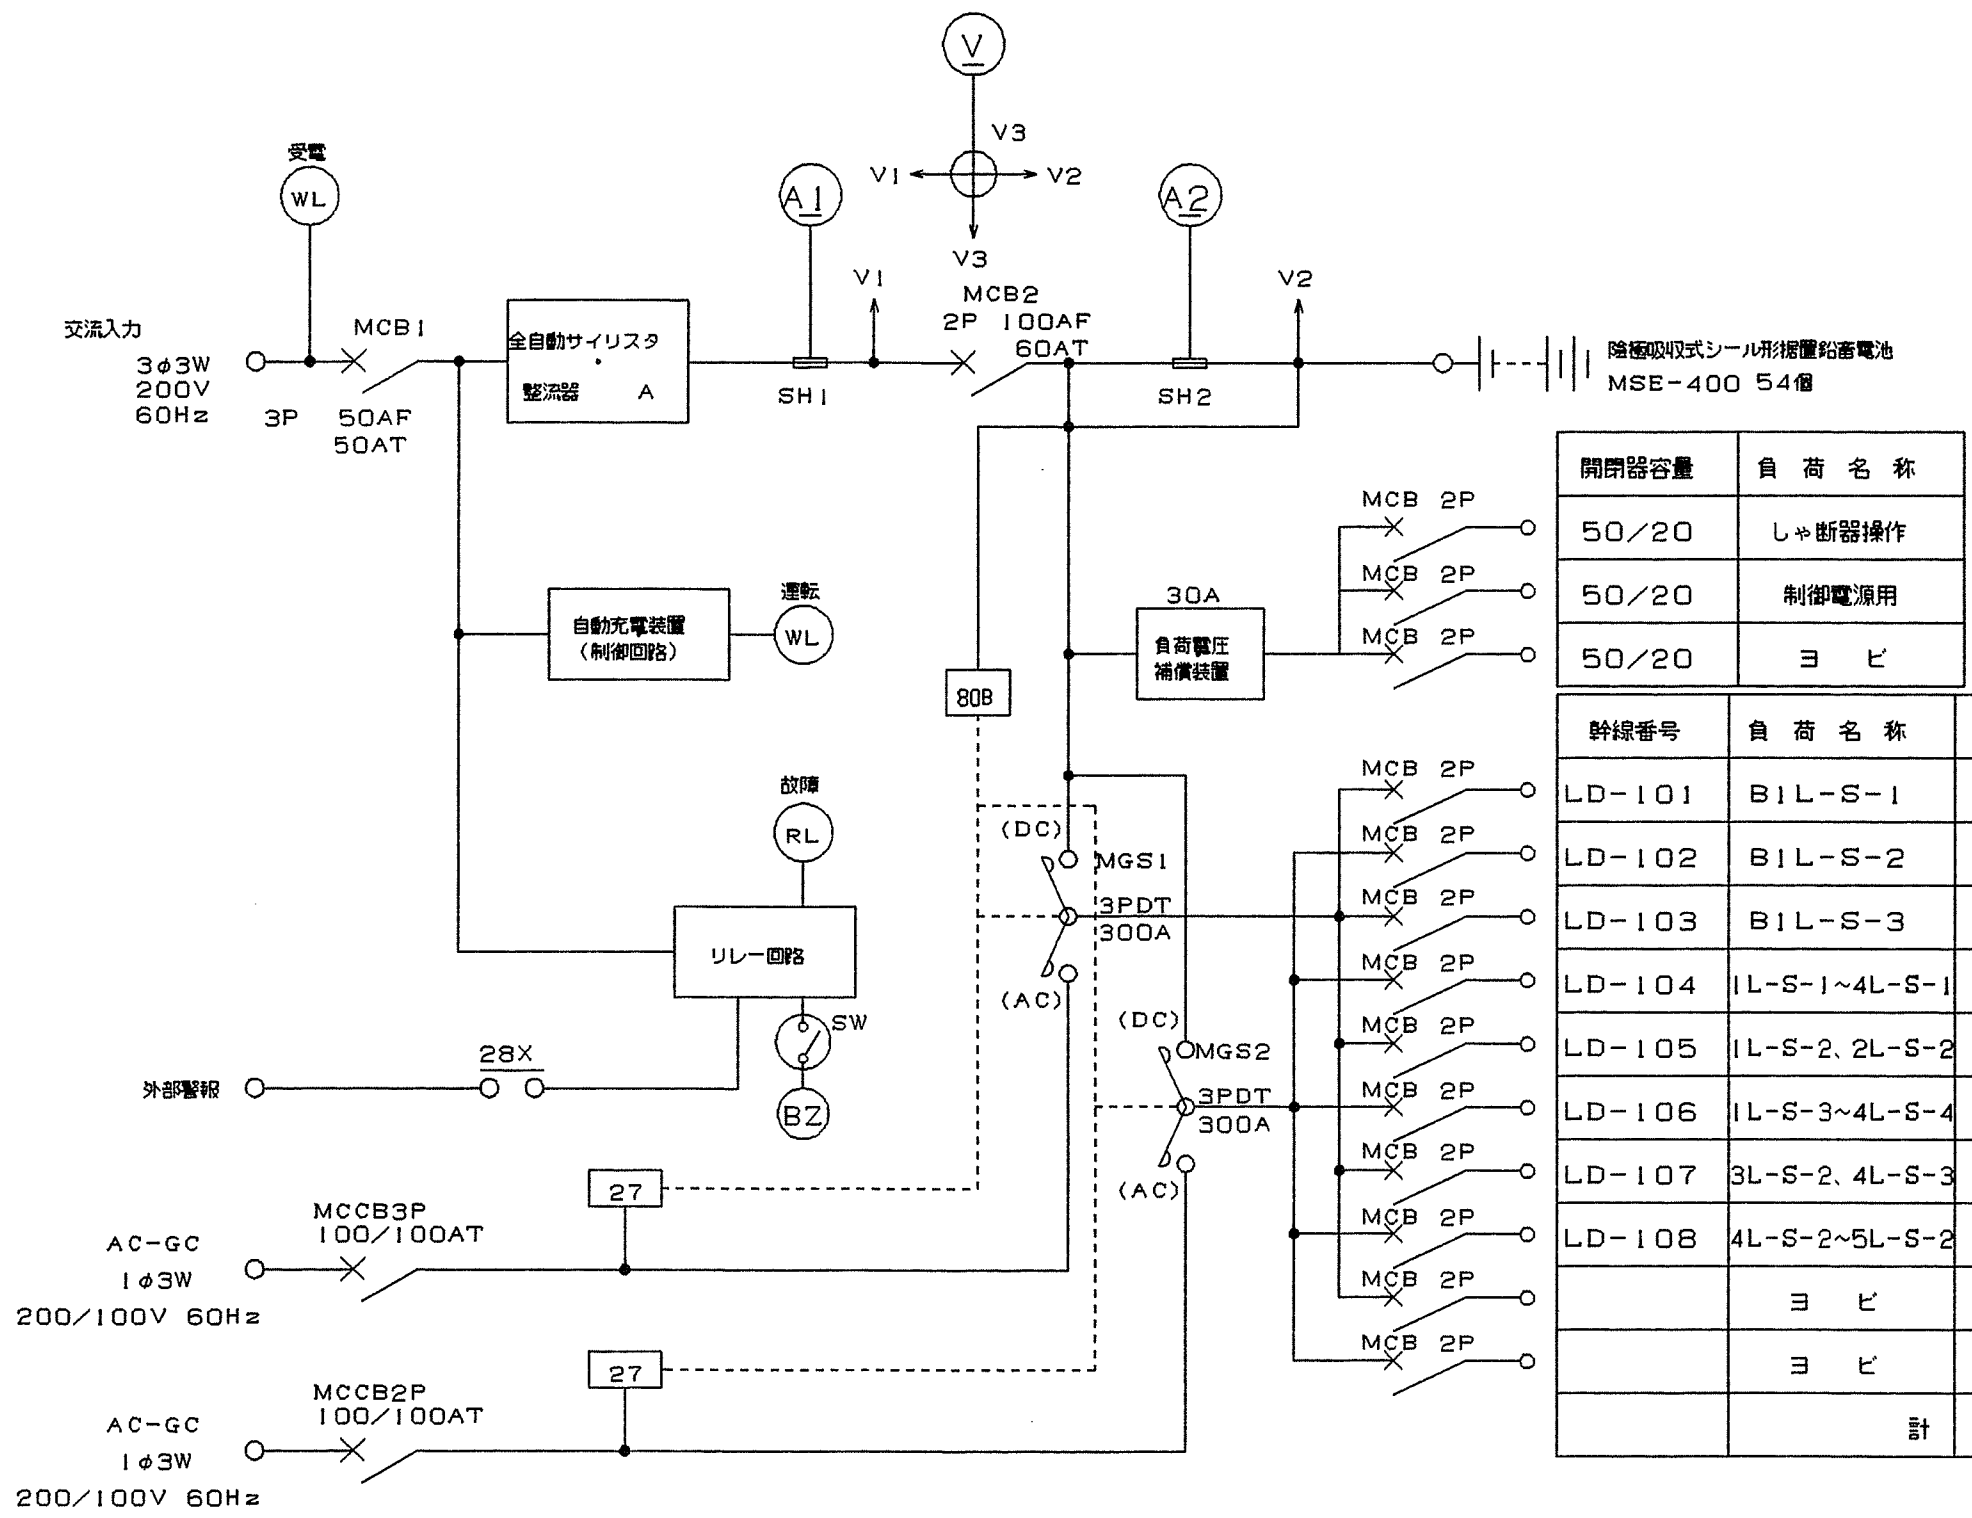 V
V3
V1
V2
V3
受電
WL
A1
A2
V1
V2
MCB2
2P 100AF
60AT
交流入力
3φ3W
200V
60Hz
MCB1
3P
50AF
50AT
全自動サイリスタ
整流器 A
SH1
SH2
陰極吸収式シール形据置鉛蓄電池
MSE-400 54個
開閉器容量 負荷名称
50/20 しゃ断器操作
50/20 制御電源用
50/20 ヨビ
MCB 2P
MCB 2P
MCB 2P
30A
負荷電圧
補償装置
自動充電装置
(制御回路)
運転
WL
80B
故障
RL
リレー回路
SW
BZ
28X
外部警報
(DC)
MGS1
3PDT
300A
(AC)
(DC)
MGS2
3PDT
300A
(AC)
幹線番号 負荷名称
MCB 2P
LD-101 B1L-S-1
MCB 2P
LD-102 B1L-S-2
MCB 2P
LD-103 B1L-S-3
MCB 2P
LD-104 1L-S-1~4L-S-1
MCB 2P
LD-105 1L-S-2、2L-S-2
MCB 2P
LD-106 1L-S-3~4L-S-4
MCB 2P
LD-107 3L-S-2、4L-S-3
MCB 2P
LD-108 4L-S-2~5L-S-2
MCB 2P
ヨビ
MCB 2P
ヨビ
計
27
MCCB3P
100/100AT
AC-GC
1φ3W
200/100V 60Hz
27
MCCB2P
100/100AT
AC-GC
1φ3W
200/100V 60Hz